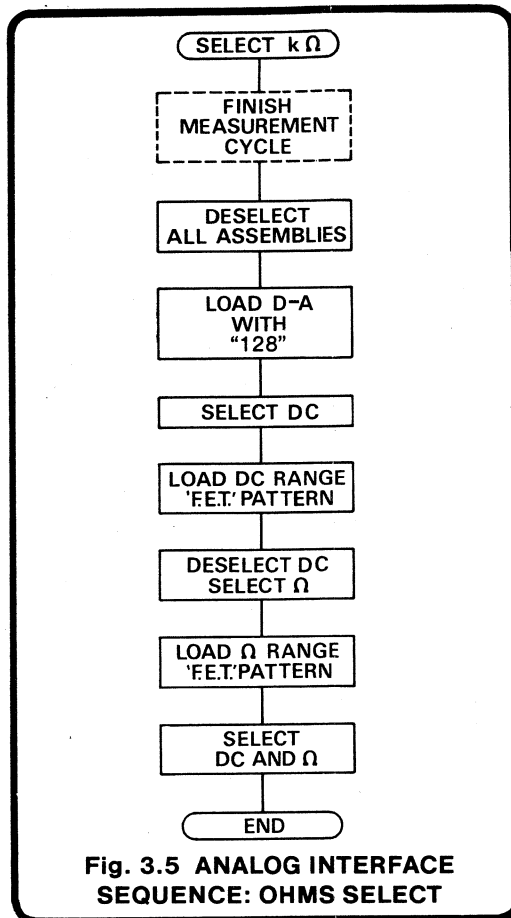 SELECT k Ω
FINISH
MEASUREMENT
CYCLE
DESELECT
ALL ASSEMBLIES
LOAD D-A
WITH
"128"
SELECT DC
LOAD DC RANGE
'F.E.T.' PATTERN
DESELECT DC
SELECT Ω
LOAD Ω RANGE
'F.E.T.' PATTERN
SELECT
DC AND Ω
END
Fig. 3.5 ANALOG INTERFACE
SEQUENCE: OHMS SELECT